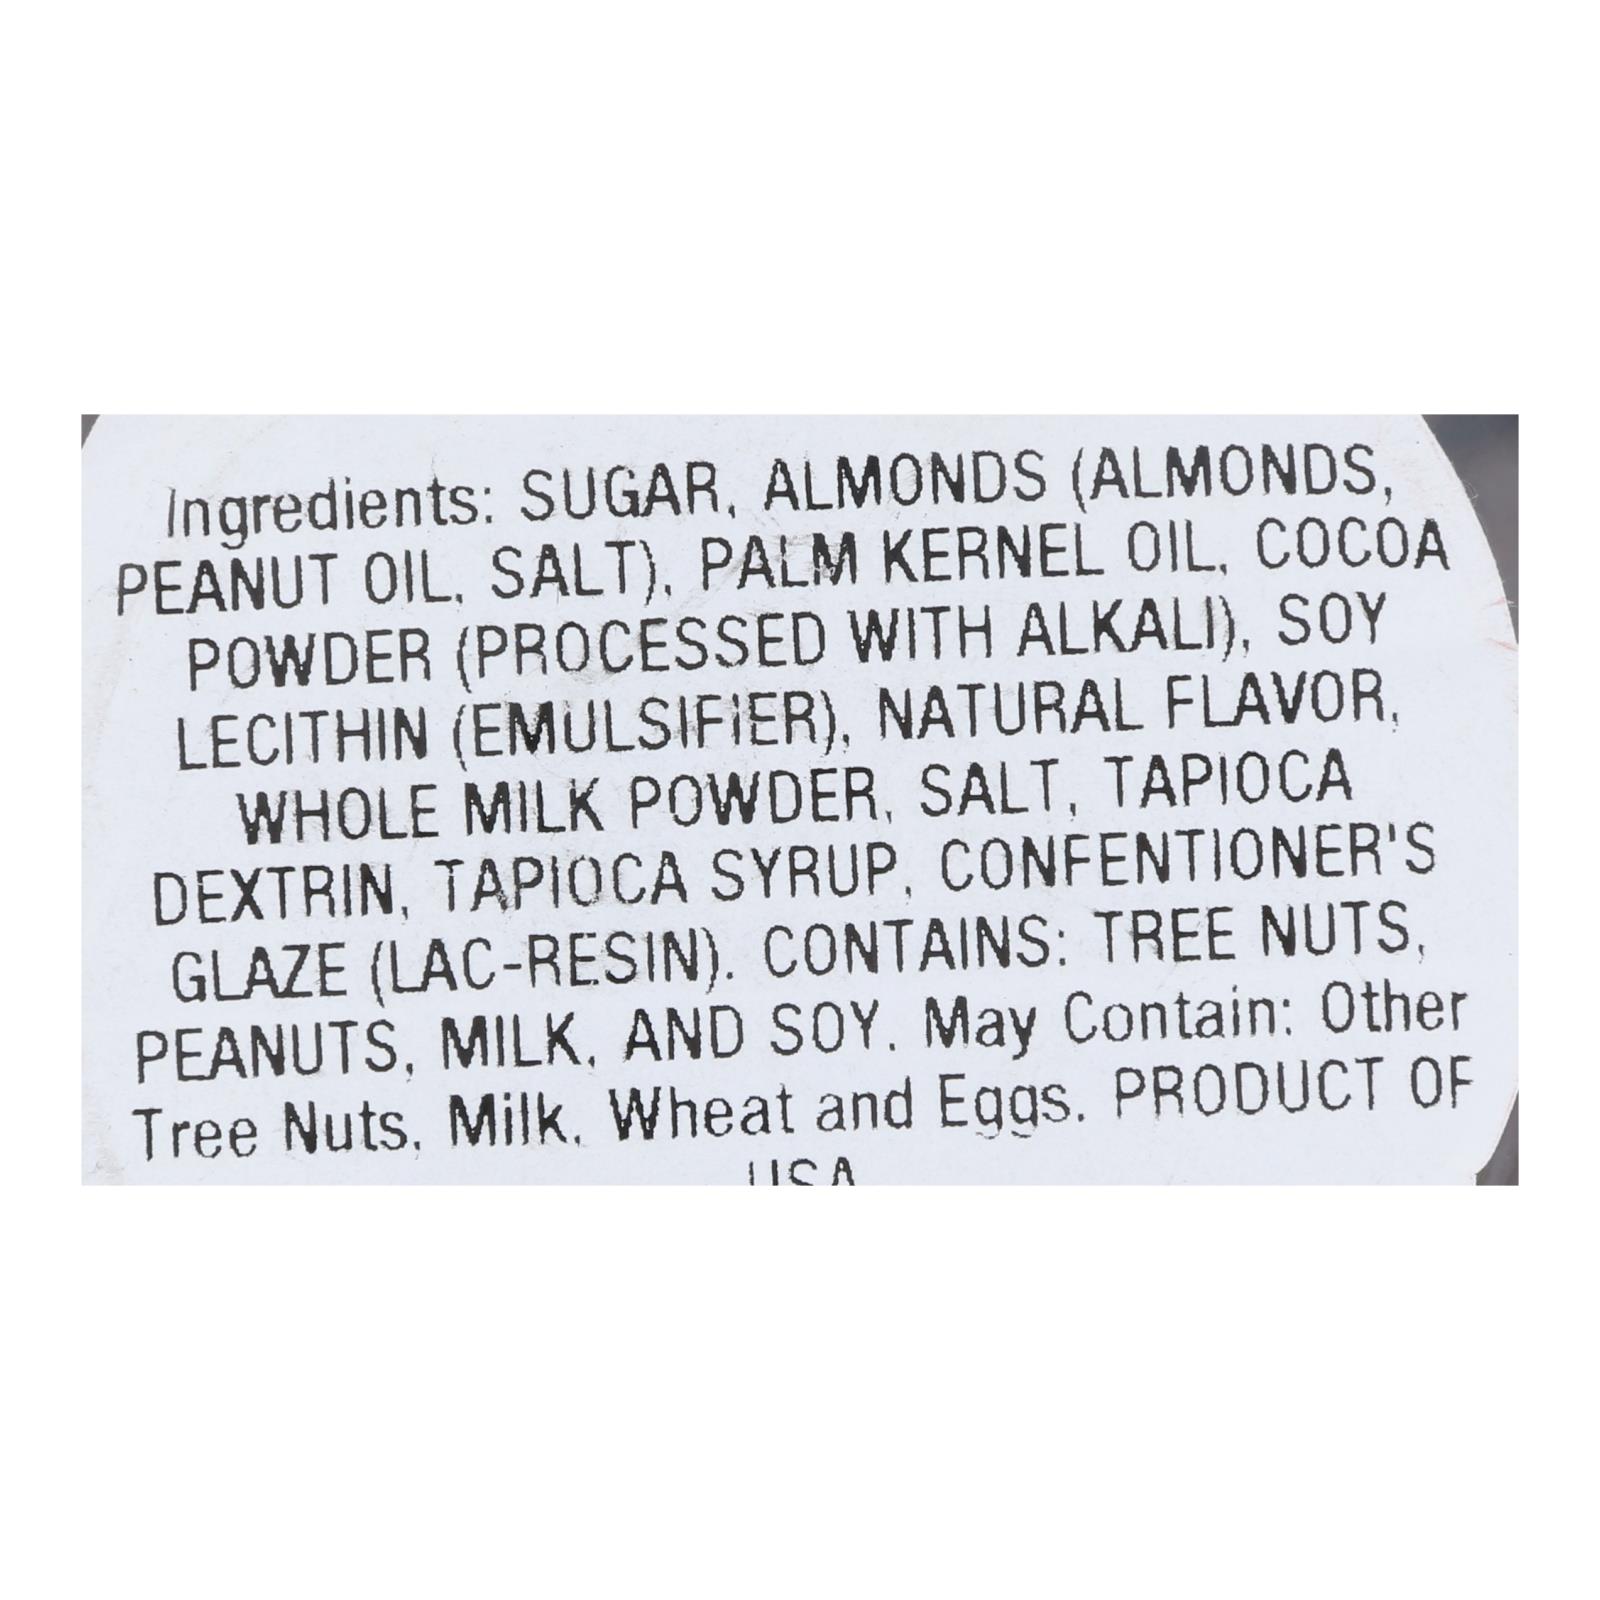 Ingredients: SUGAR, ALMONDS (ALMONDS,
PEANUT OIL, SALT), PALM KERNEL OIL, COCOA
POWDER (PROCESSED WITH ALKALI), SOY
LECITHIN (EMULSIFIER), NATURAL FLAVOR,
WHOLE MILK POWDER, SALT, TAPIOCA
DEXTRIN, TAPIOCA SYRUP, CONFENTIONER'S
GLAZE (LAC-RESIN). CONTAINS: TREE NUTS,
PEANUTS, MILK, AND SOY. May Contain: Other
Tree Nuts, Milk, Wheat and Eggs. PRODUCT OF
USA